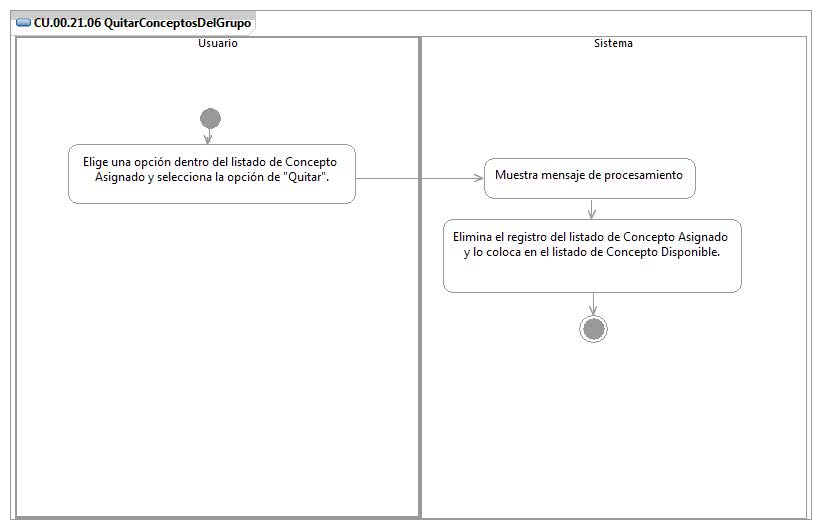 CU.00.21.06 QuitarConceptosDelGrupo
Usuario
Sistema
Elige una opción dentro del listado de Concepto
Asignado y selecciona la opción de "Quitar".
Muestra mensaje de procesamiento
Elimina el registro del listado de Concepto Asignado
y lo coloca en el listado de Concepto Disponible.